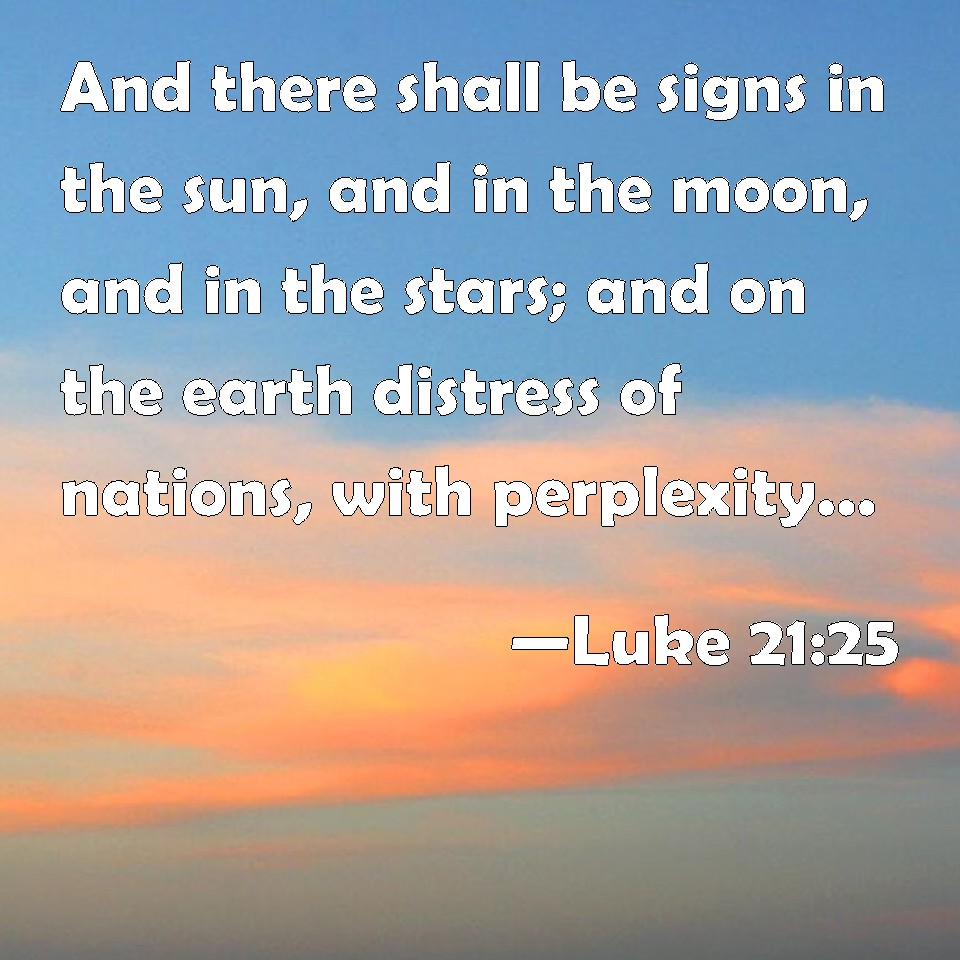 And there shall be signs in
the sun, and in the moon,
and in the stars; and on
the earth distress of
nations, with perplexity...
—Luke 21:25